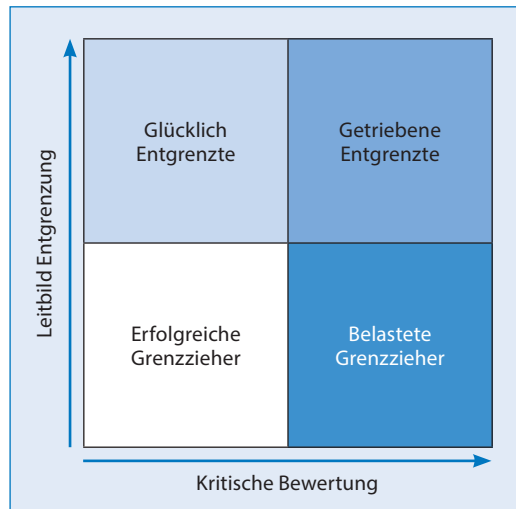 Leitbild Entgrenzung
Glücklich
Entgrenzte
Getriebene
Entgrenzte
Erfolgreiche
Grenzzieher
Belastete
Grenzzieher
Kritische Bewertung